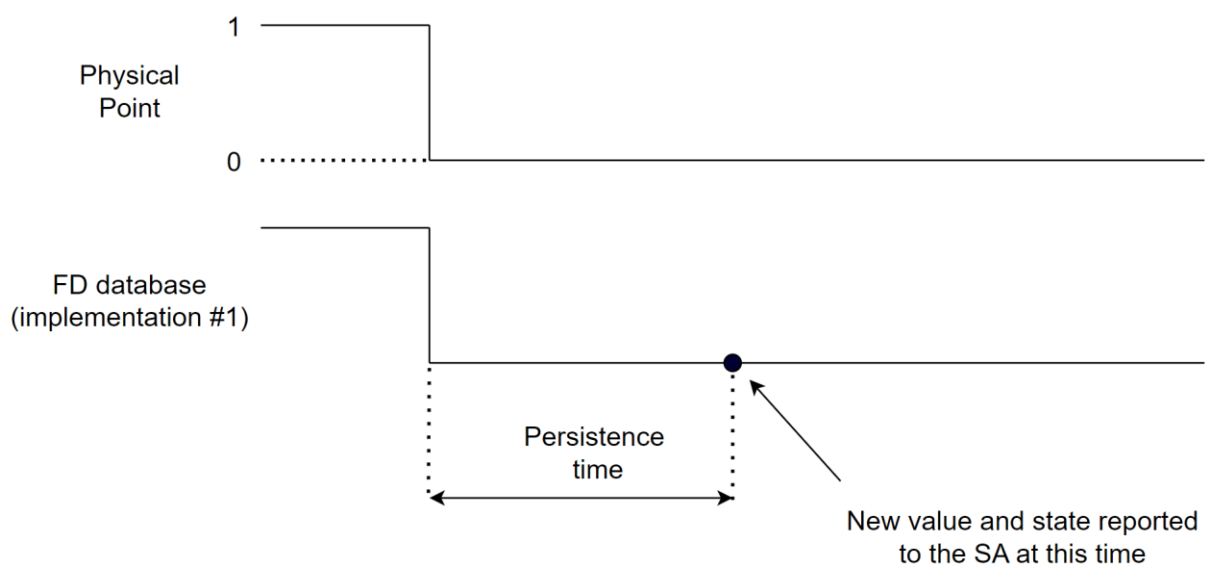 1
Physical
Point
0
FD database
(implementation #1)
Persistence
time
New value and state reported
to the SA at this time